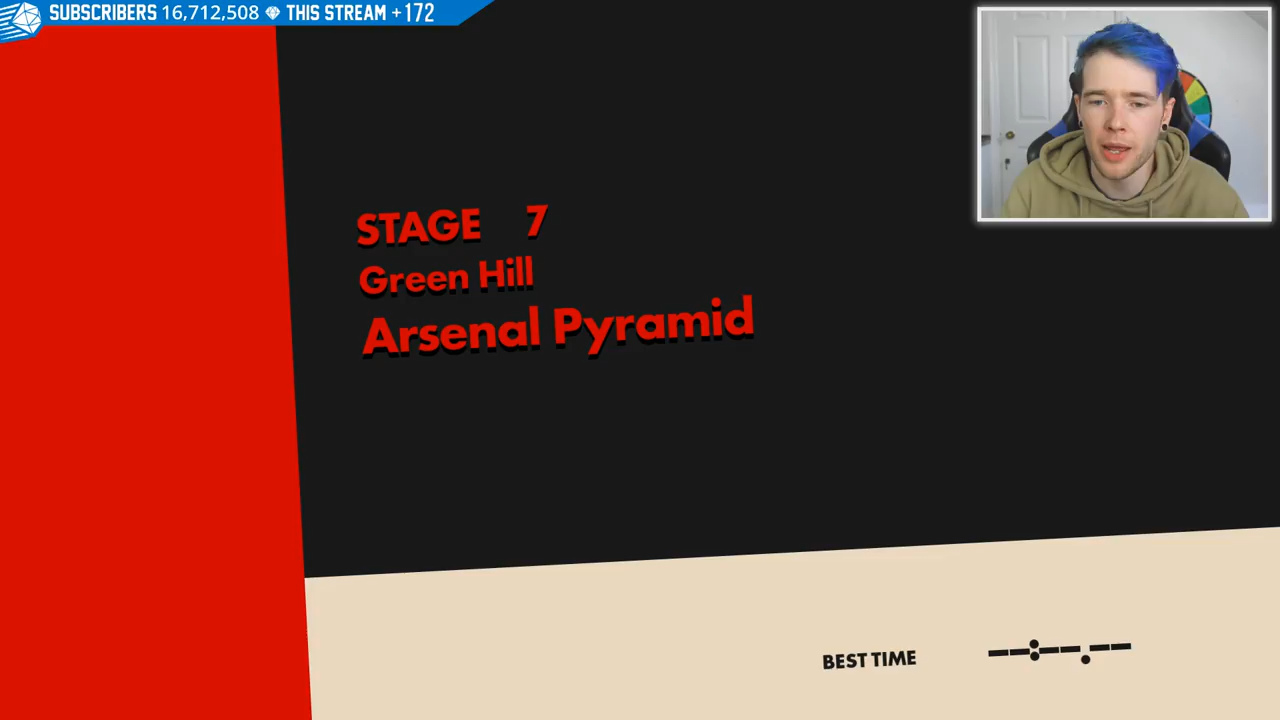 SUBSCRIBERS 16,712,508 THIS STREAM +172
STAGE 7
Green Hill
Arsenal Pyramid
BEST TIME --:--.--